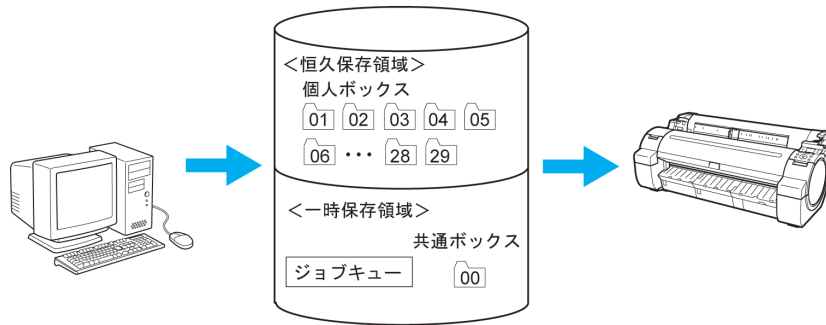 <恒久保存領域>
個人ボックス
01 02 03 04 05
06 ・・・ 28 29
<一時保存領域>
共通ボックス
ジョブキュー 00